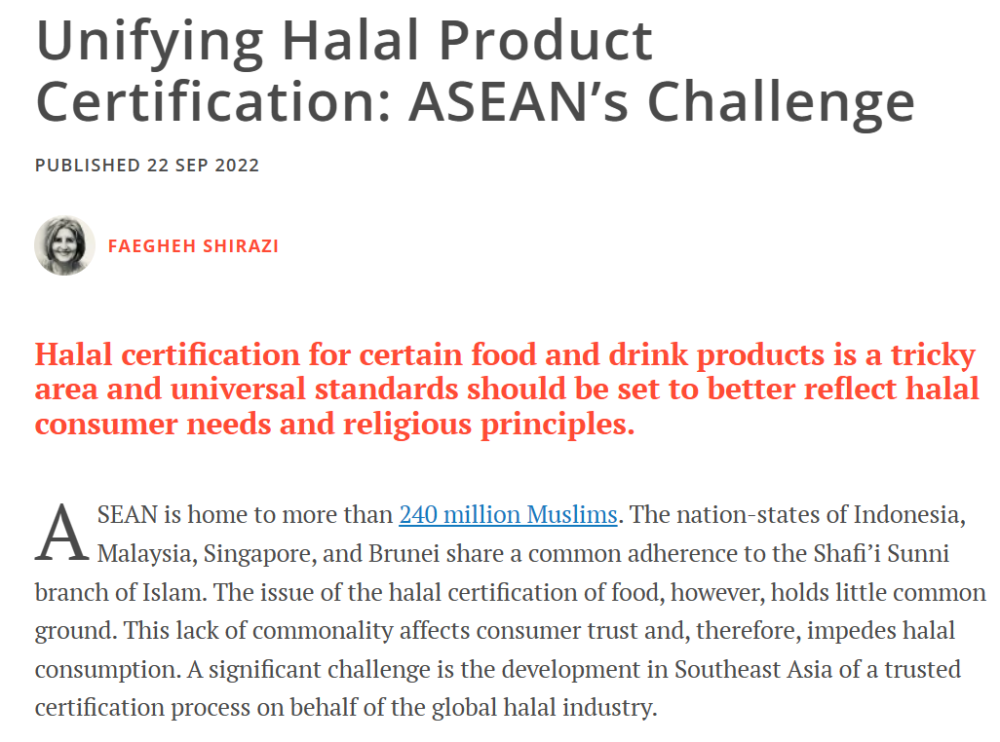 Unifying Halal Product
Certification: ASEAN’s Challenge
PUBLISHED 22 SEP 2022
FAEGHEH SHIRAZI
Halal certification for certain food and drink products is a tricky
area and universal standards should be set to better reflect halal
consumer needs and religious principles.
ASEAN is home to more than 240 million Muslims. The nation-states of Indonesia,
Malaysia, Singapore, and Brunei share a common adherence to the Shafi’i Sunni
branch of Islam. The issue of the halal certification of food, however, holds little common
ground. This lack of commonality affects consumer trust and, therefore, impedes halal
consumption. A significant challenge is the development in Southeast Asia of a trusted
certification process on behalf of the global halal industry.